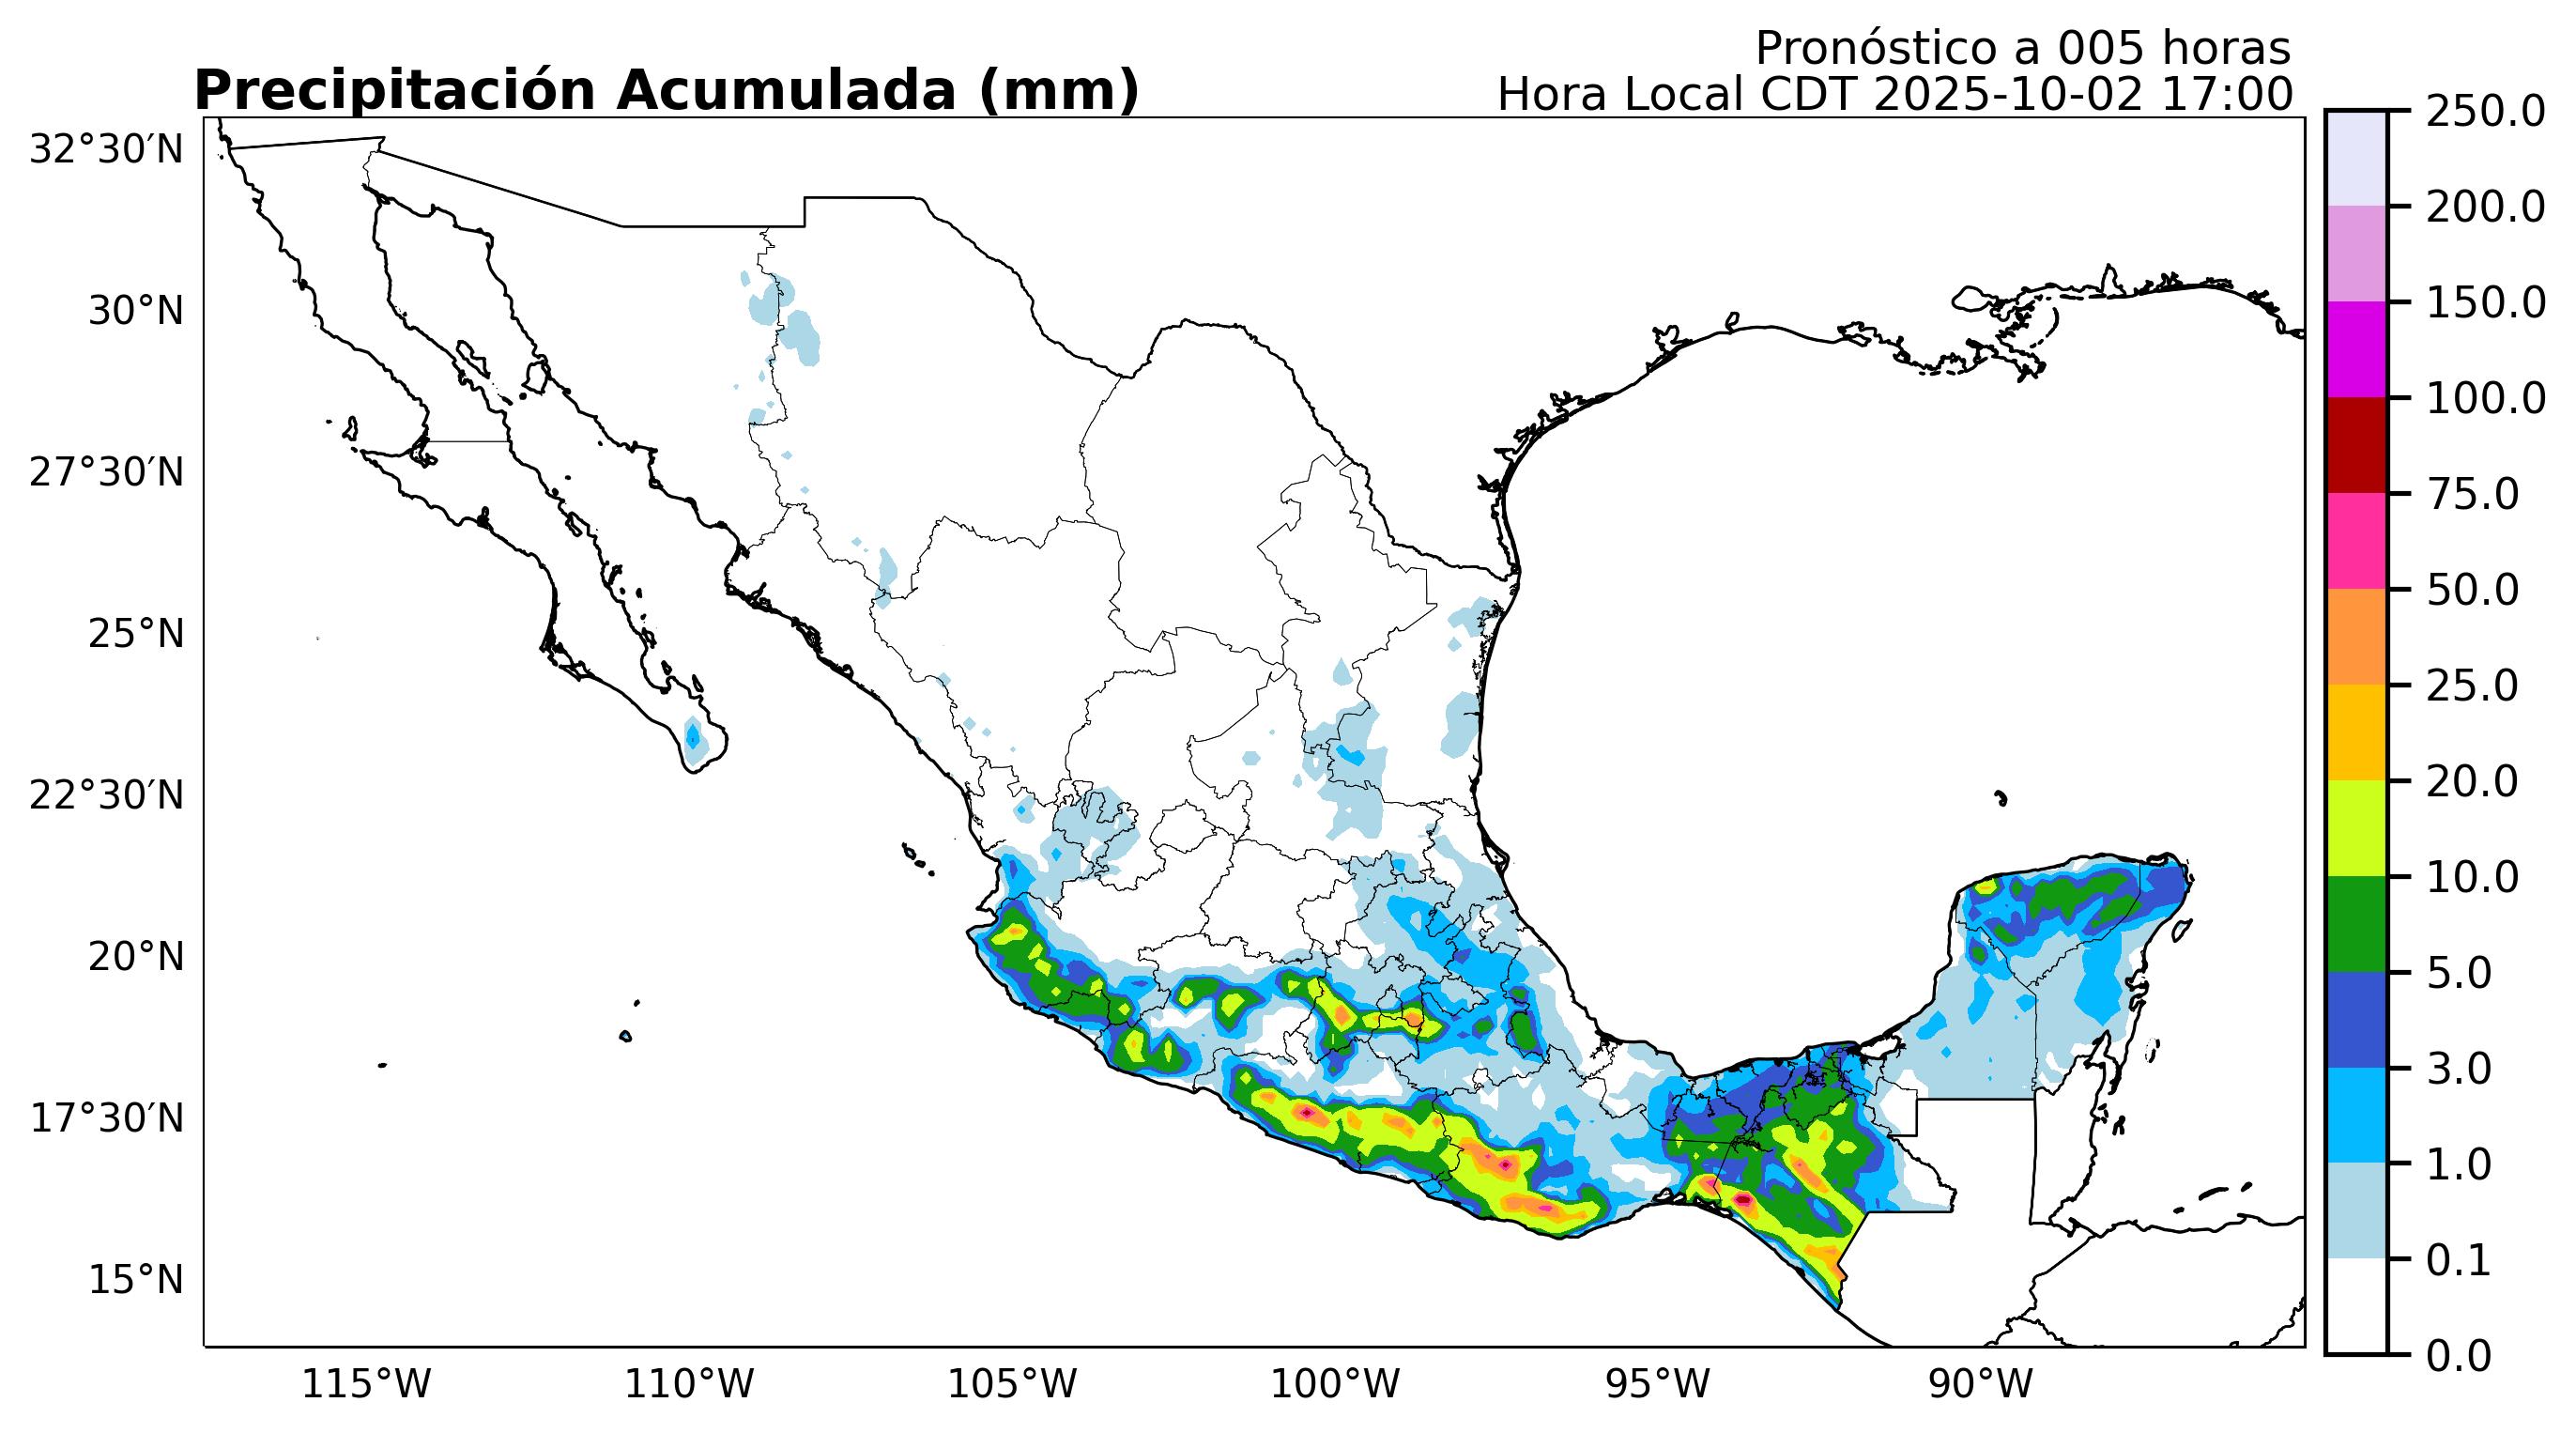 Pronóstico a 005 horas
Precipitación Acumulada (mm)
Hora Local CDT 2025-10-02 17:00
32°30′N
30°N
27°30′N
25°N
22°30′N
20°N
17°30′N
15°N
115°W
110°W
105°W
100°W
95°W
90°W
250.0
200.0
150.0
100.0
75.0
50.0
25.0
20.0
10.0
5.0
3.0
1.0
0.1
0.0